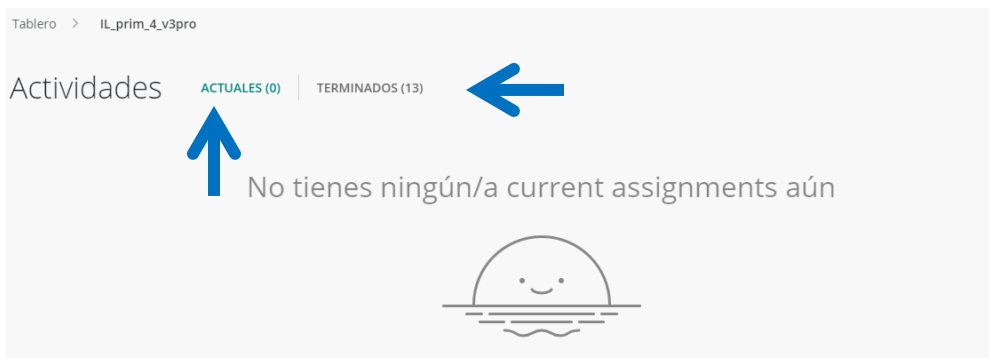 Tablero > IL_prim_4_v3pro
Actividades ACTUALES (0) TERMINADOS (13)
No tienes ningún/a current assignments aún